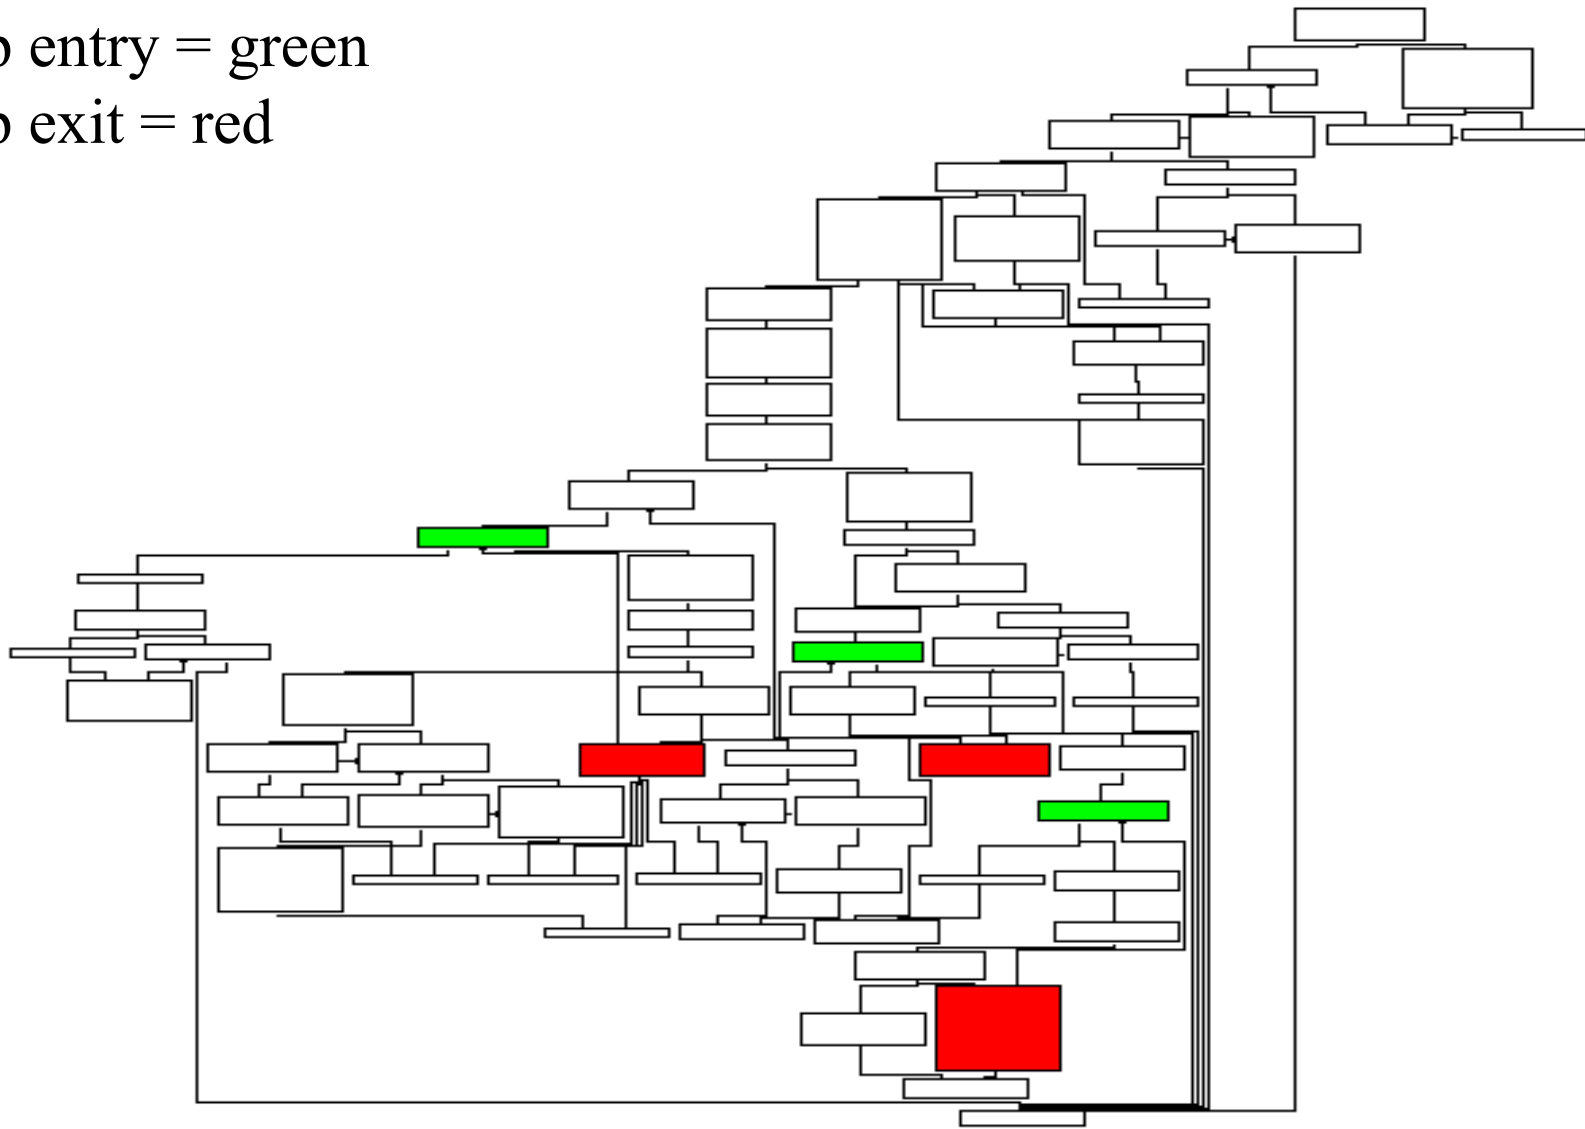 entry = green
exit = red